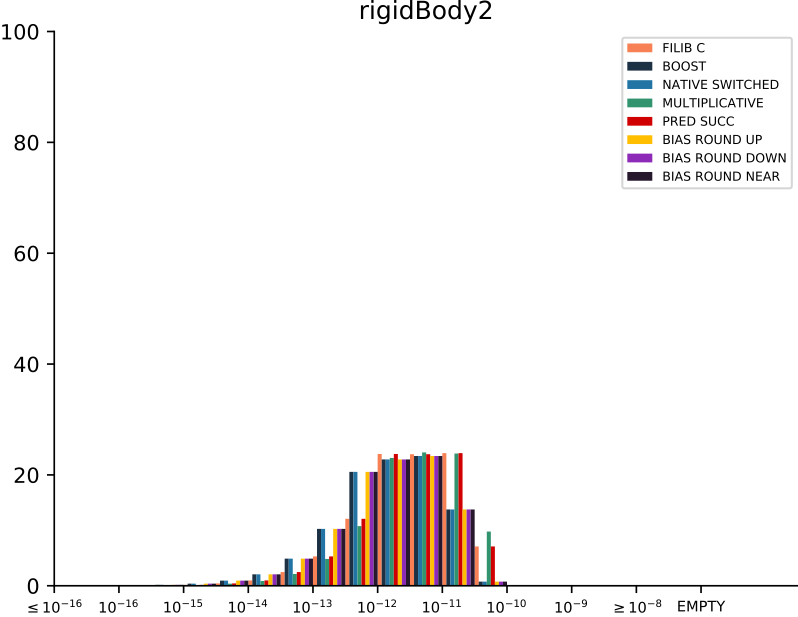 rigidBody2
100
80
60
40
20
0
FILIB C
BOOST
NATIVE SWITCHED
MULTIPLICATIVE
PRED SUCC
BIAS ROUND UP
BIAS ROUND DOWN
BIAS ROUND NEAR
≤10⁻¹⁶ 10⁻¹⁶ 10⁻¹⁵ 10⁻¹⁴ 10⁻¹³ 10⁻¹² 10⁻¹¹ 10⁻¹⁰ 10⁻⁹ ≥10⁻⁸ EMPTY